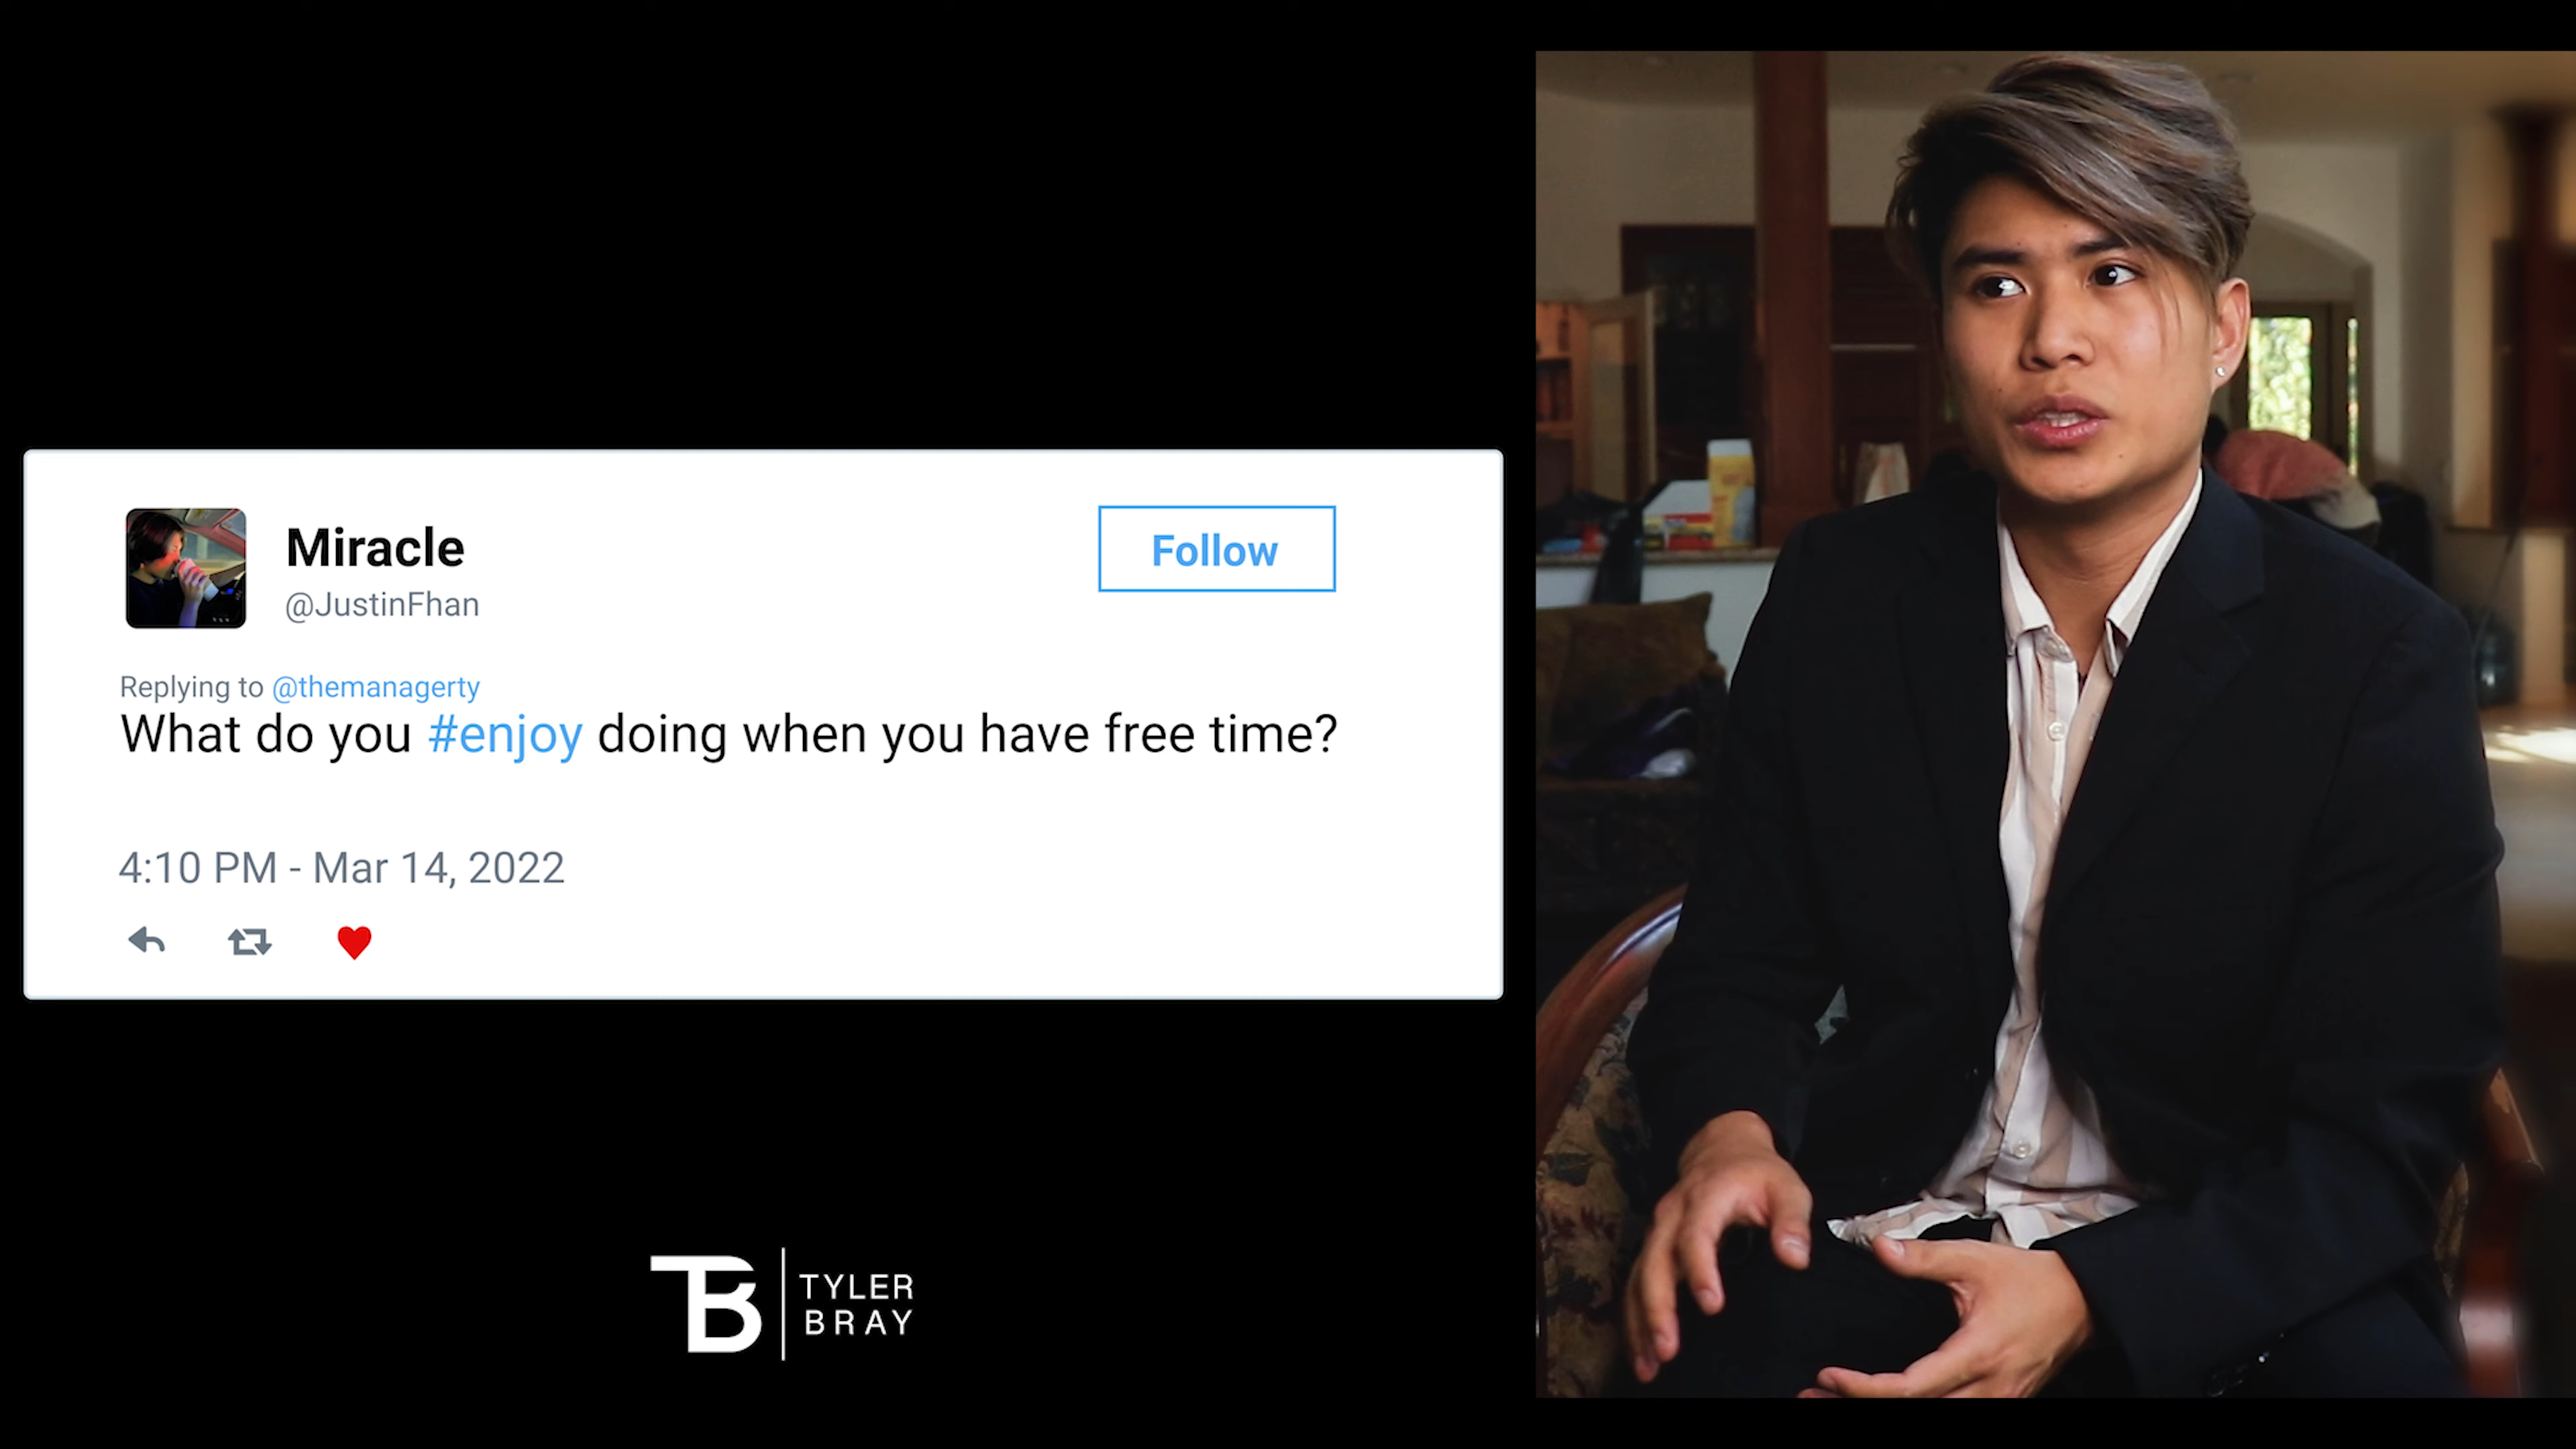 Miracle
@JustinFhan
Follow
Replying to @themanagerty
What do you #enjoy doing when you have free time?
4:10 PM - Mar 14, 2022
TB
TYLER
BRAY